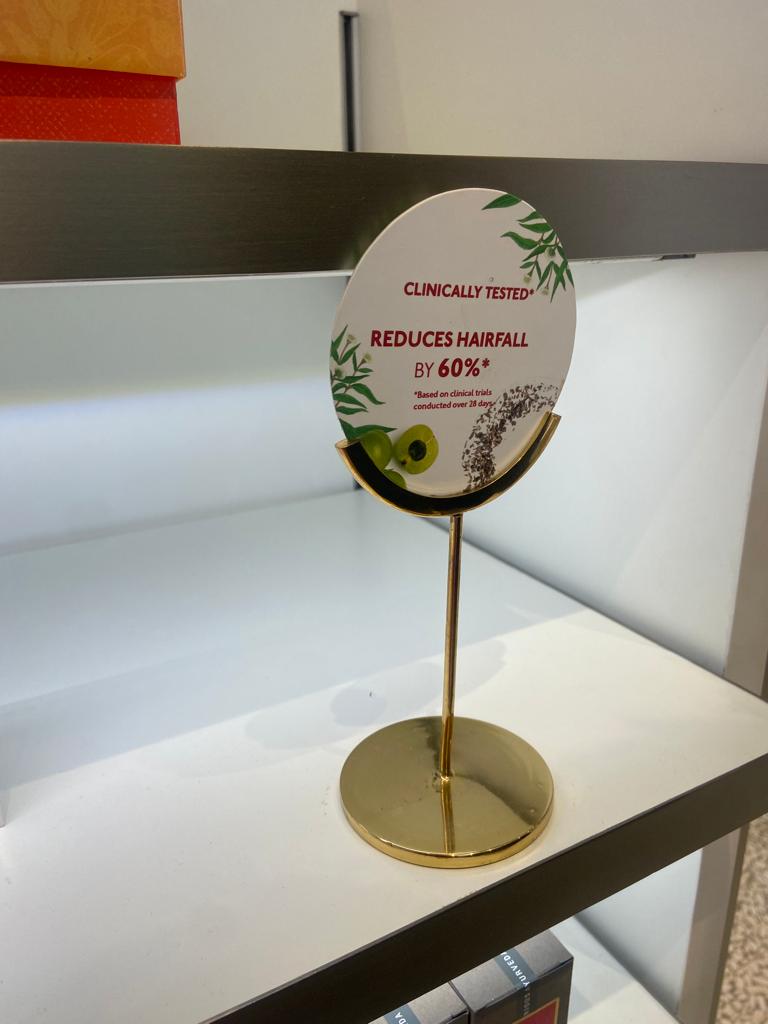 CLINICALLY TESTED*
REDUCES HAIRFALL
BY 60%*
*Based on clinical trials
conducted over 28 days